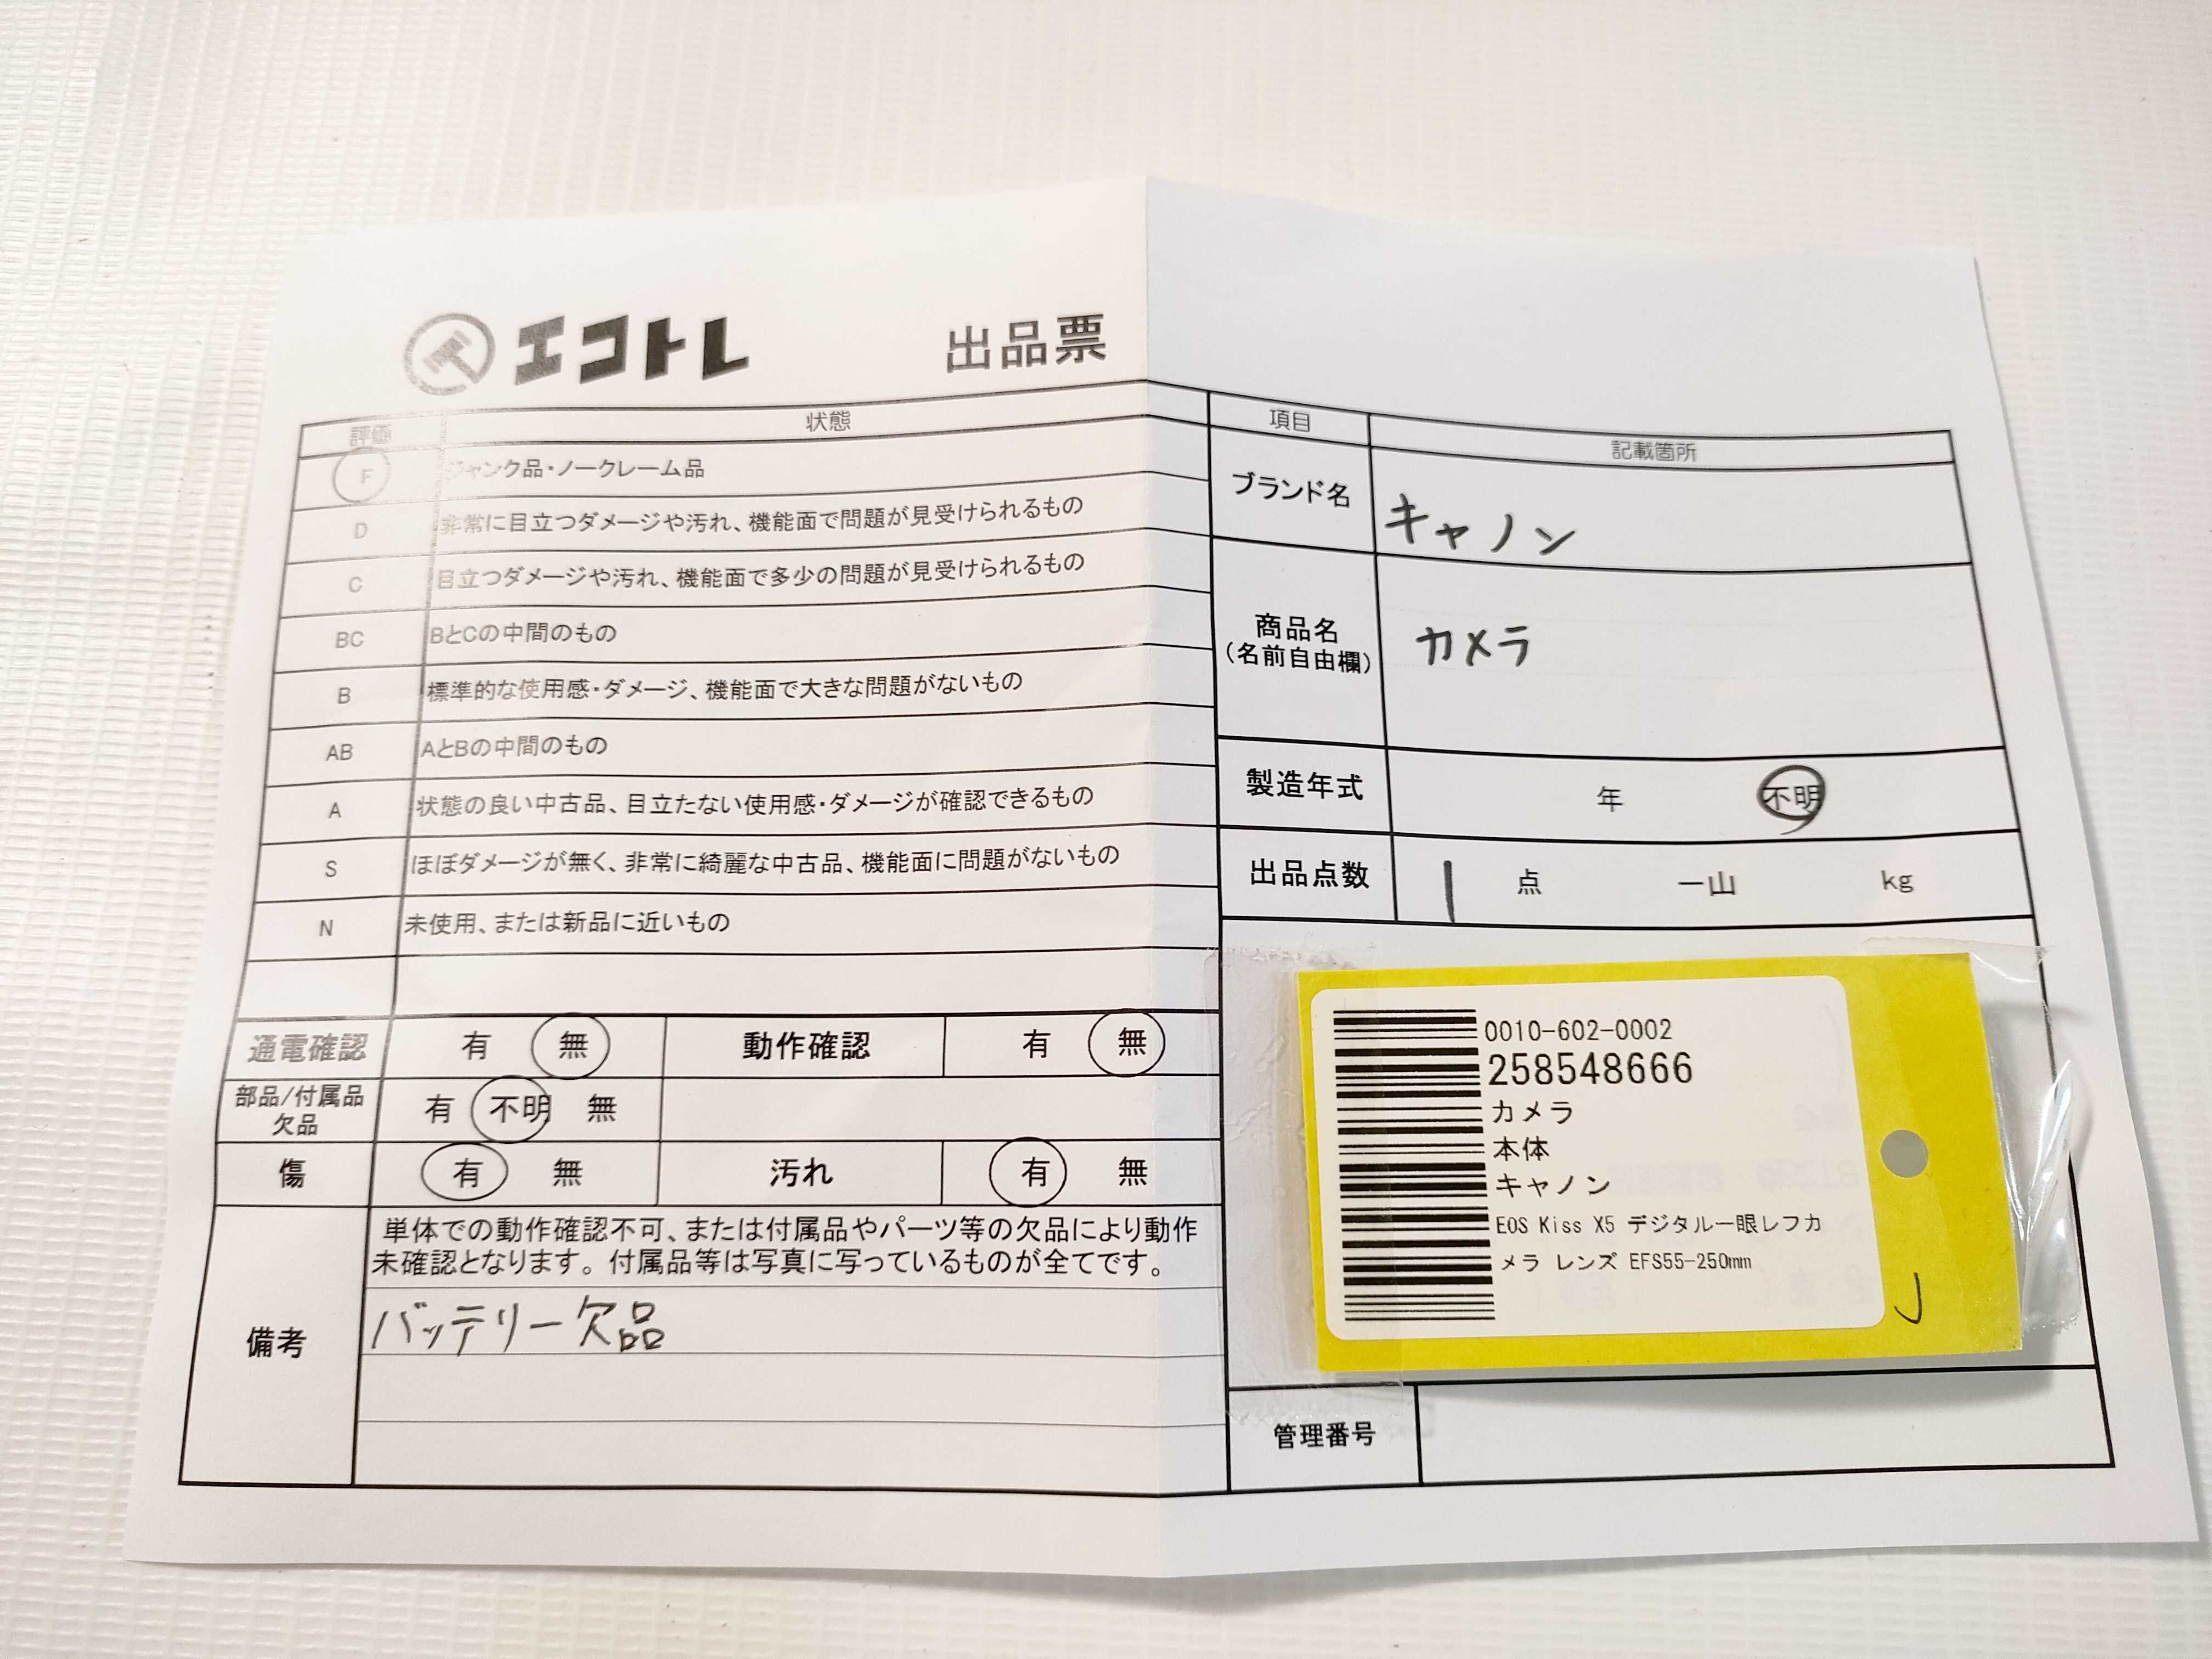 エコトレ 出品票
評価 状態
F ジャンク品・ノークレーム品
D 非常に目立つダメージや汚れ、機能面で問題が見受けられるもの
C 目立つダメージや汚れ、機能面で多少の問題が見受けられるもの
BC BとCの中間のもの
B 標準的な使用感・ダメージ、機能面で大きな問題がないもの
AB AとBの中間のもの
A 状態の良い中古品、目立たない使用感・ダメージが確認できるもの
S ほぼダメージが無く、非常に綺麗な中古品、機能面に問題がないもの
N 未使用、または新品に近いもの
通電確認 有 無 動作確認 有 無
部品/付属品
欠品
有 不明 無
傷 有 無 汚れ 有 無
備考
単体での動作確認不可、または付属品やパーツ等の欠品により動作
未確認となります。付属品等は写真に写っているものが全てです。
バッテリー欠品
項目 記載箇所
ブランド名 キャノン
商品名
(名前自由欄)
カメラ
製造年式 年 不明
出品点数 1 点 一山 kg
0010-602-0002
258548666
カメラ
本体
キャノン
EOS Kiss X5 デジタル一眼レフカ
メラ レンズ EFS55-250mm
管理番号